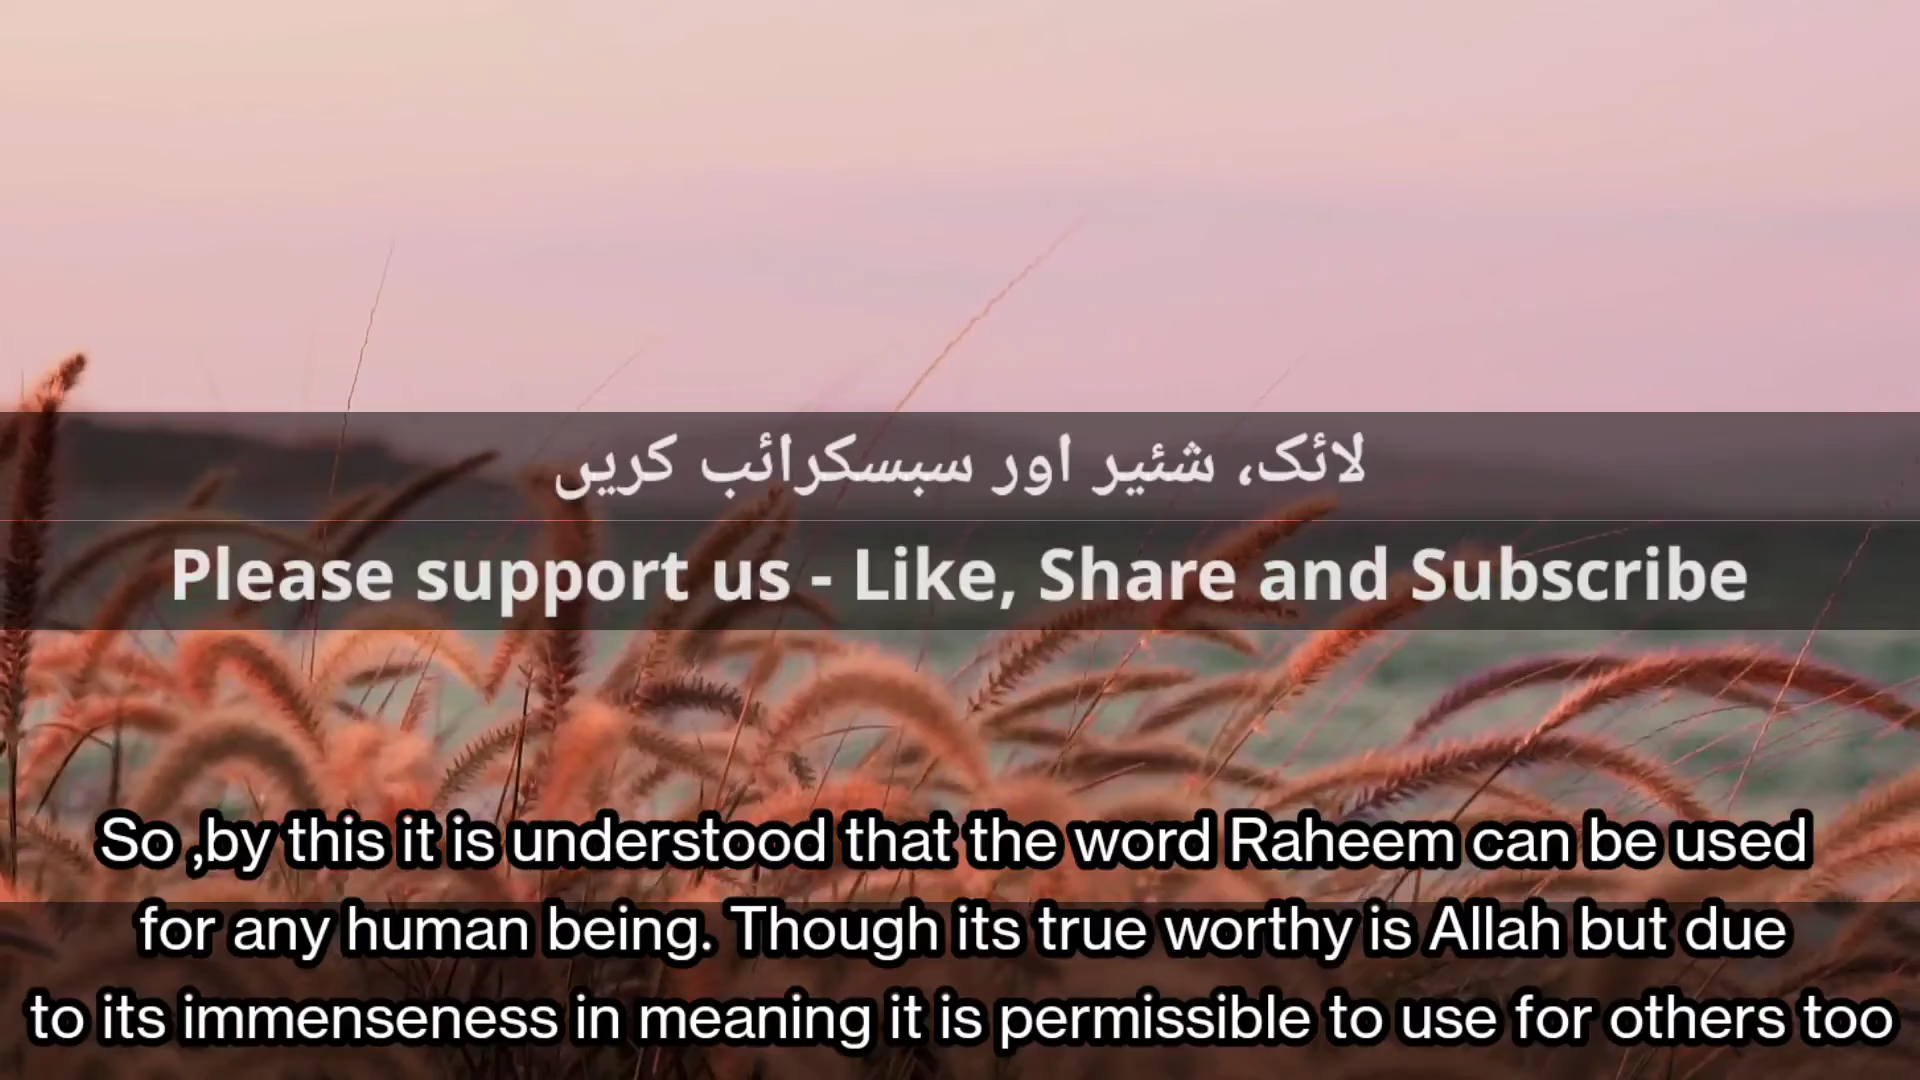 لائک، شئیر اور سبسکرائب کریں
Please support us - Like, Share and Subscribe
So ,by this it is understood that the word Raheem can be used
for any human being. Though its true worthy is Allah but due
to its immenseness in meaning it is permissible to use for others too